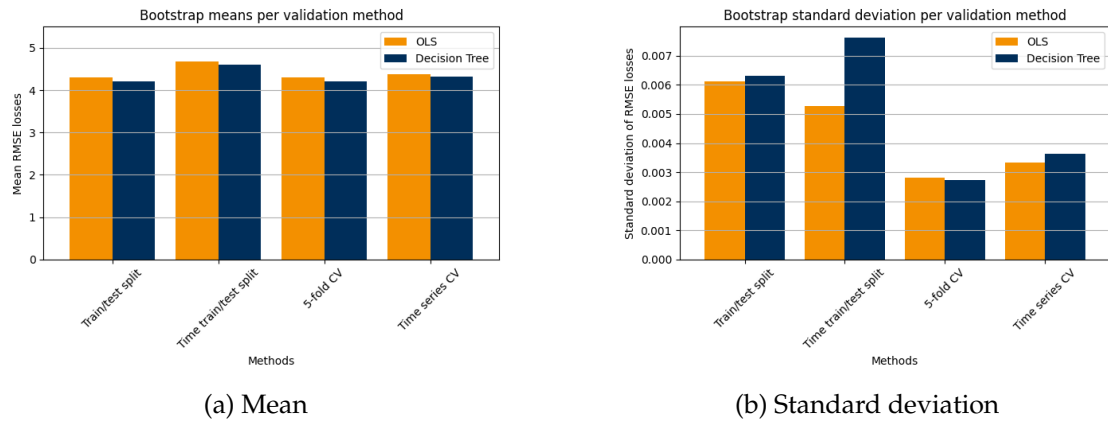 Bootstrap means per validation method
OLS
Decision Tree
Mean RMSE losses
5
4
3
2
1
0
Train/test split
Time train/test split
5-fold CV
Time series CV
Methods
(a) Mean
Bootstrap standard deviation per validation method
OLS
Decision Tree
Standard deviation of RMSE losses
0.007
0.006
0.005
0.004
0.003
0.002
0.001
0.000
Train/test split
Time train/test split
5-fold CV
Time series CV
Methods
(b) Standard deviation